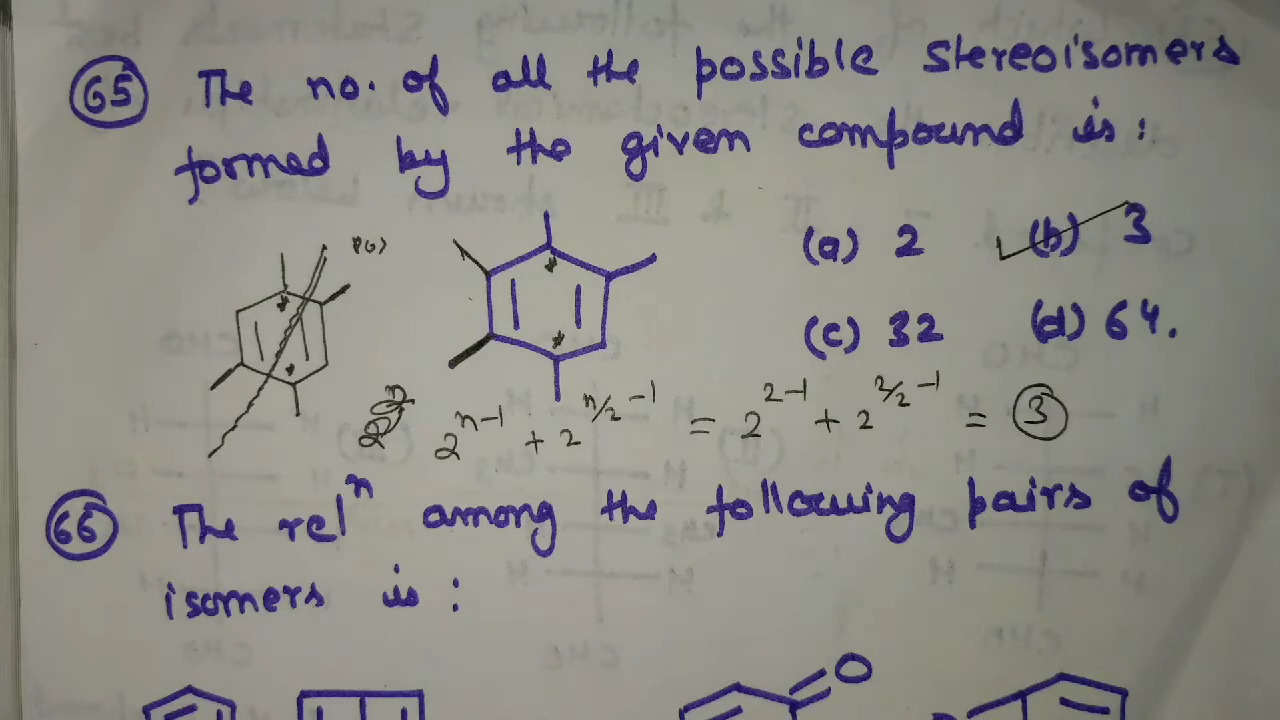 65 The no. of all the possible stereoisomers
formed by the given compound is :
(a) 2 (b) 3
(c) 32 (d) 64.
2^{n-1} + 2^{n/2 -1} = 2^{2-1} + 2^{2/2 -1} = 3
66 The rel^n among the following pairs of
isomers is :
O